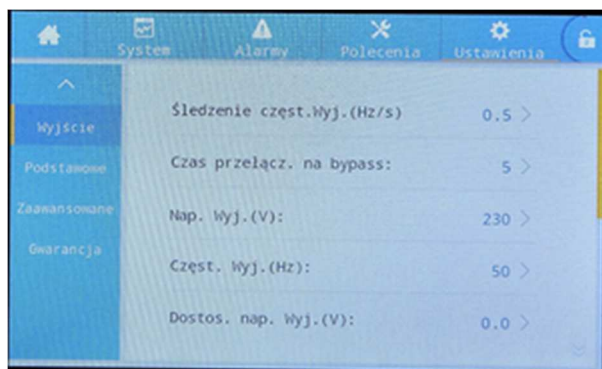 System Alarmy Polecenia Ustawienia
Wyjście
Podstawowe
Zaawansowane
Gwarancja
Śledzenie częst.Wyj.(Hz/s) 0.5
Czas przełącz. na bypass: 5
Nap. Wyj.(V): 230
Częst. Wyj.(Hz): 50
Dostos. nap. Wyj.(V): 0.0